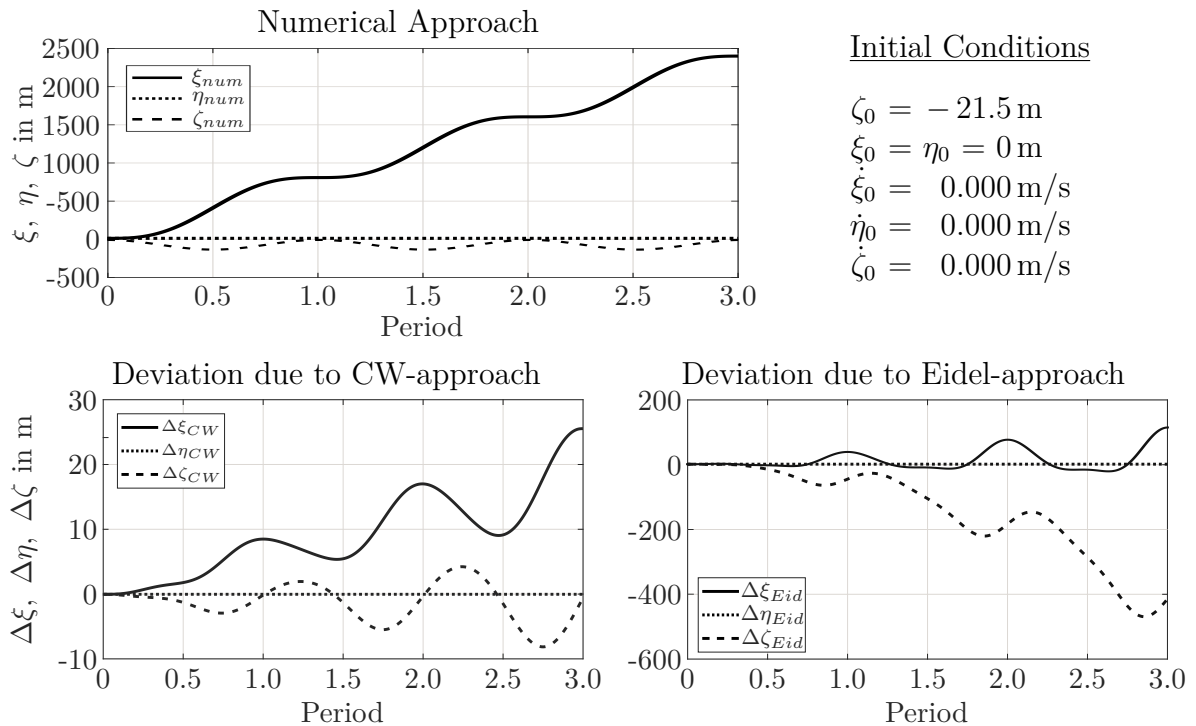 Numerical Approach
ξ, η, ζ in m
2500
2000
1500
1000
-500
0
-500
ξnum
ηnum
ζnum
0 0.5 1.0 1.5 2.0 2.5 3.0
Period
Initial Conditions
ζ0 = −21.5 m
ξ0 = η0 = 0 m
ξ̇0 = 0.000 m/s
η̇0 = 0.000 m/s
ζ̇0 = 0.000 m/s
Deviation due to CW-approach
Δξ, Δη, Δζ in m
30
20
10
0
-10
ΔξCW
ΔηCW
ΔζCW
0.0 0.5 1.0 1.5 2.0 2.5 3.0
Period
Deviation due to Eidel-approach
200
0
-200
-400
-600
ΔξEid
ΔηEid
ΔζEid
0.0 0.5 1.0 1.5 2.0 2.5 3.0
Period